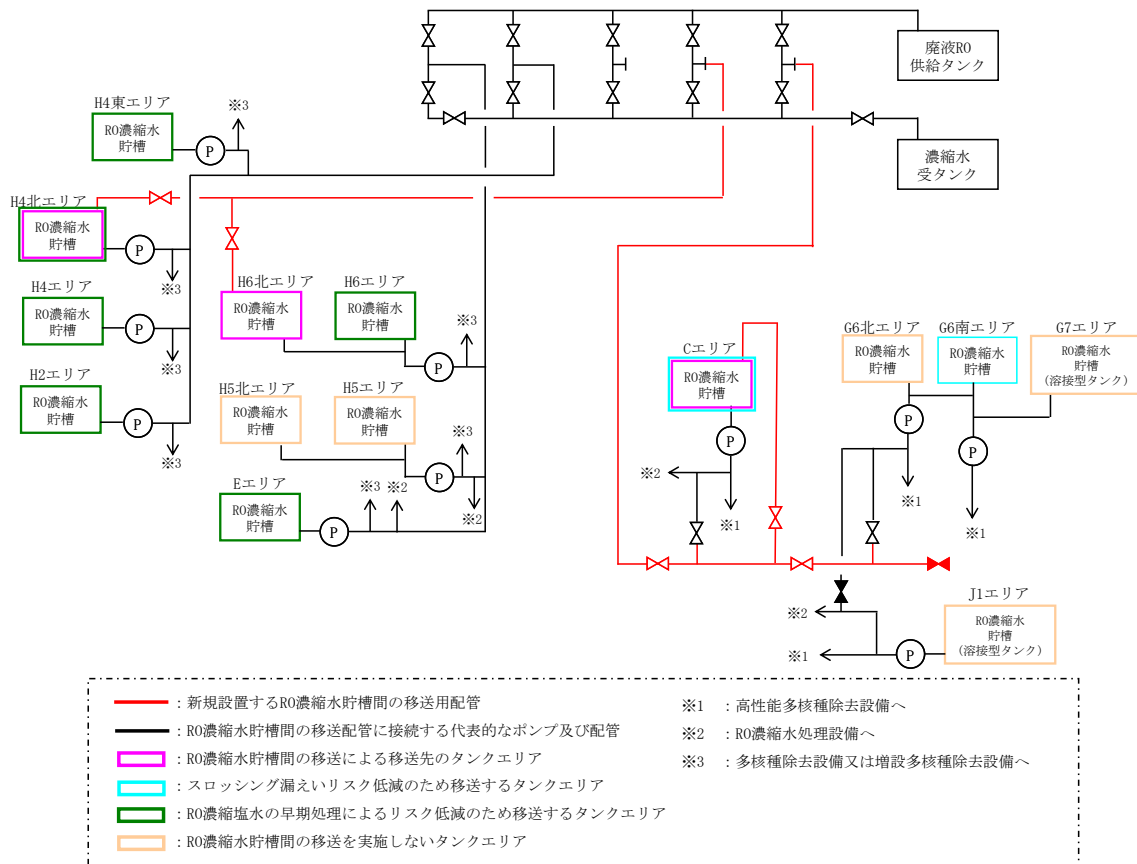 廃液RO
供給タンク
濃縮水
受タンク
H4東エリア
※3
RO濃縮水
貯槽
P
H4北エリア
RO濃縮水
貯槽
P
※3
H4エリア
RO濃縮水
貯槽
P
※3
H2エリア
RO濃縮水
貯槽
P
※3
H6北エリア
RO濃縮水
貯槽
H6エリア
RO濃縮水
貯槽
※3
P
H5北エリア
RO濃縮水
貯槽
H5エリア
RO濃縮水
貯槽
※3
P
※2
Eエリア
RO濃縮水
貯槽
P
※3
※2
Cエリア
RO濃縮水
貯槽
P
※2
※1
G6北エリア
RO濃縮水
貯槽
P
※1
G6南エリア
RO濃縮水
貯槽
P
※1
G7エリア
RO濃縮水
貯槽
(溶接型タンク)
J1エリア
RO濃縮水
貯槽
(溶接型タンク)
P
※2
※1
：新規設置するRO濃縮水貯槽間の移送用配管
：RO濃縮水貯槽間の移送配管に接続する代表的なポンプ及び配管
：RO濃縮水貯槽間の移送による移送先のタンクエリア
：スロッシング漏えいリスク低減のため移送するタンクエリア
：RO濃縮塩水の早期処理によるリスク低減のため移送するタンクエリア
：RO濃縮水貯槽間の移送を実施しないタンクエリア
※1　：高性能多核種除去設備へ
※2　：RO濃縮水処理設備へ
※3　：多核種除去設備又は増設多核種除去設備へ